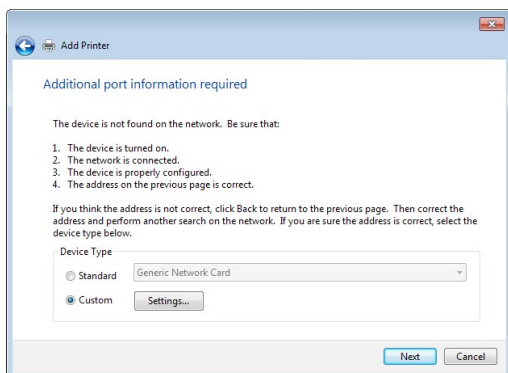 Add Printer
Additional port information required
The device is not found on the network.  Be sure that:
1.  The device is turned on.
2.  The network is connected.
3.  The device is properly configured.
4.  The address on the previous page is correct.
If you think the address is not correct, click Back to return to the previous page.  Then correct the
address and perform another search on the network.  If you are sure the address is correct, select the
device type below.
Device Type
Standard Generic Network Card
Custom Settings...
Next Cancel